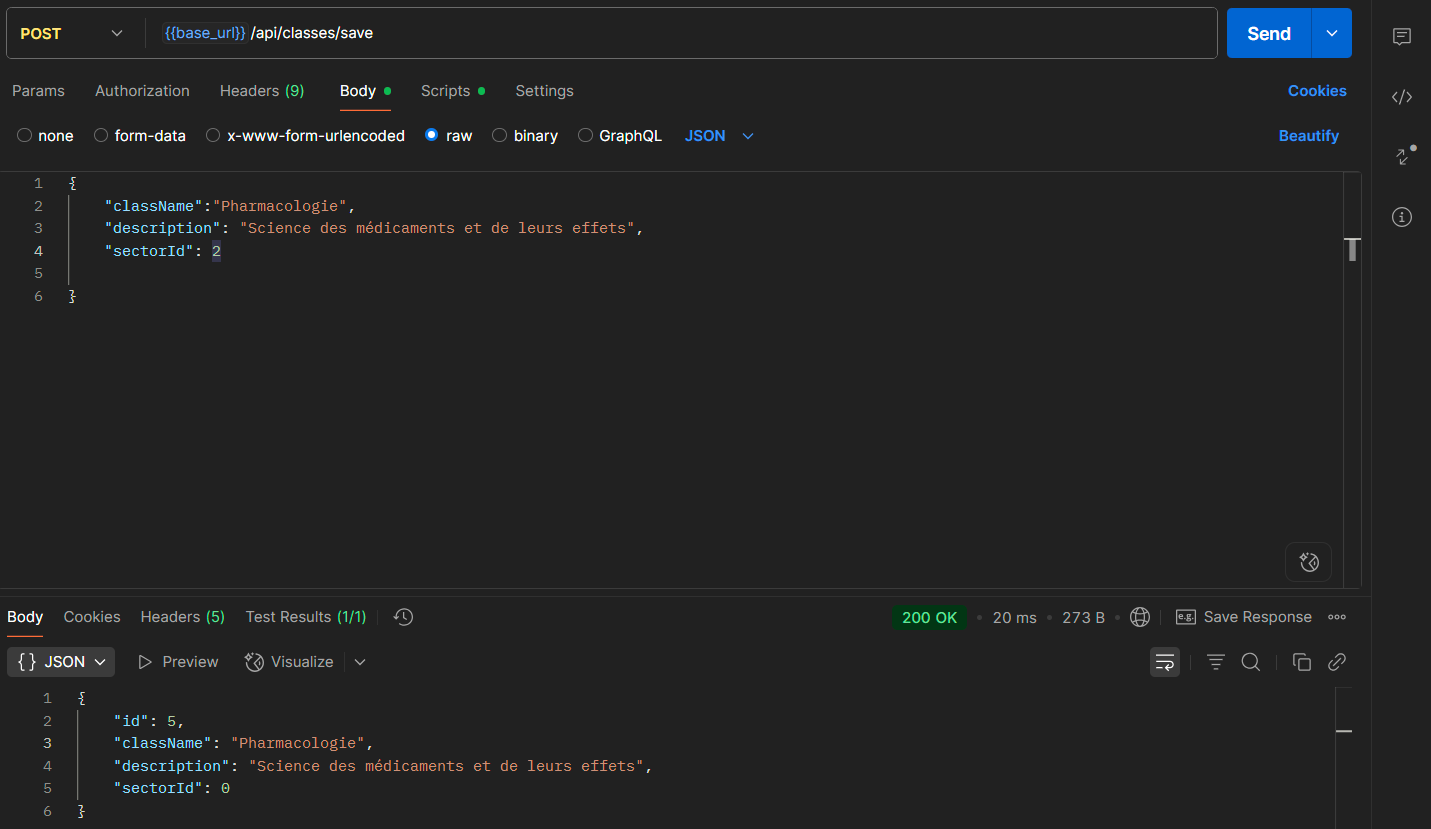 POST {{base_url}}/api/classes/save Send
Params Authorization Headers (9) Body Scripts Settings Cookies
none form-data x-www-form-urlencoded raw binary GraphQL JSON Beautify
1 {
2 "className":"Pharmacologie",
3 "description": "Science des médicaments et de leurs effets",
4 "sectorId": 2
5
6 }
Body Cookies Headers (5) Test Results (1/1) 200 OK 20 ms 273 B e.g. Save Response
{} JSON Preview Visualize
1 {
2 "id": 5,
3 "className": "Pharmacologie",
4 "description": "Science des médicaments et de leurs effets",
5 "sectorId": 0
6 }